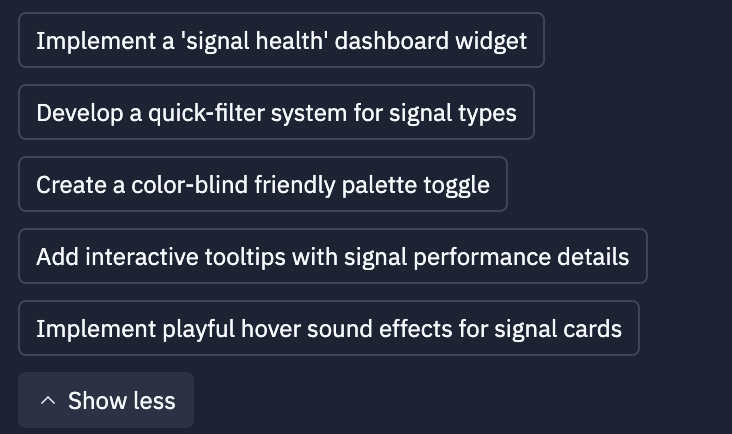 Implement a 'signal health' dashboard widget
Develop a quick-filter system for signal types
Create a color-blind friendly palette toggle
Add interactive tooltips with signal performance details
Implement playful hover sound effects for signal cards
Show less